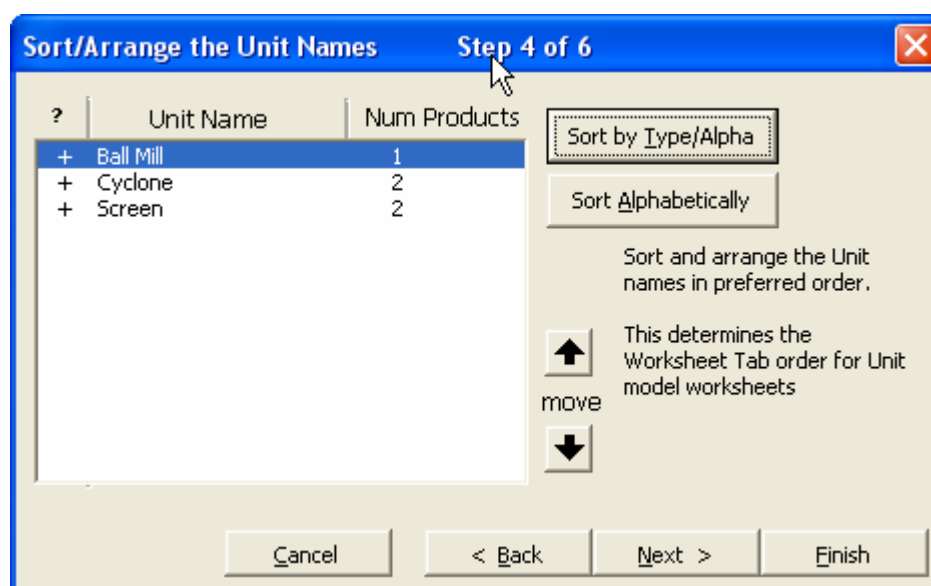 Sort/Arrange the Unit Names Step 4 of 6
? Unit Name Num Products
+ Ball Mill 1
+ Cyclone 2
+ Screen 2
Sort by Type/Alpha
Sort Alphabetically
Sort and arrange the Unit
names in preferred order.
This determines the
Worksheet Tab order for Unit
model worksheets
move
Cancel
< Back
Next >
Finish